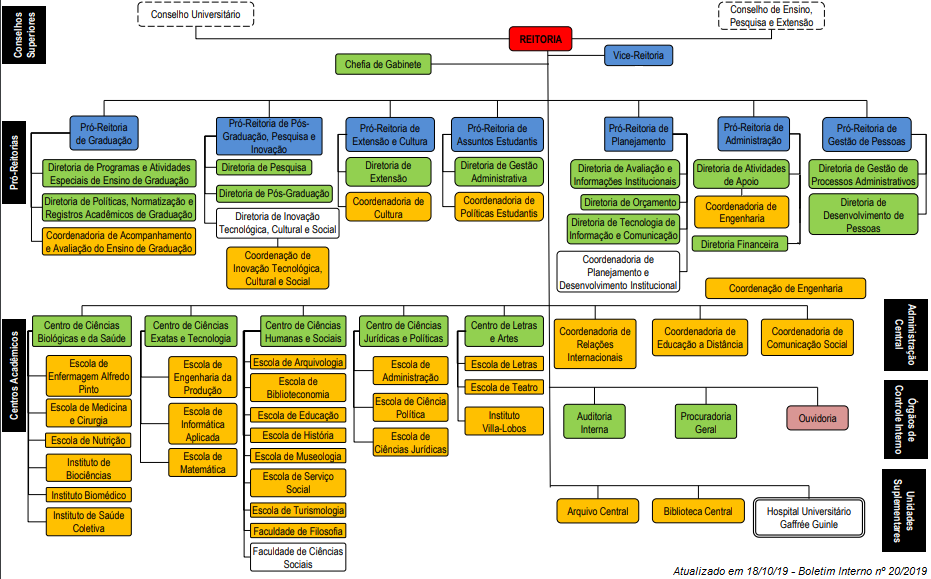 Conselhos
Superiores
Conselho Universitário
Conselho de Ensino,
Pesquisa e Extensão
REITORIA
Vice-Reitoria
Chefia de Gabinete
Pró-Reitorias
Pró-Reitoria
de Graduação
Diretoria de Programas e Atividades
Especiais de Ensino de Graduação
Diretoria de Políticas, Normatização e
Registros Acadêmicos de Graduação
Coordenadoria de Acompanhamento
e Avaliação do Ensino de Graduação
Pró-Reitoria de Pós-
Graduação, Pesquisa e
Inovação
Diretoria de Pesquisa
Diretoria de Pós-Graduação
Diretoria de Inovação
Tecnológica, Cultural e Social
Coordenação de
Inovação Tecnológica,
Cultural e Social
Pró-Reitoria de
Extensão e Cultura
Diretoria de
Extensão
Coordenadoria de
Cultura
Pró-Reitoria de
Assuntos Estudantis
Diretoria de Gestão
Administrativa
Coordenadoria de
Políticas Estudantis
Pró-Reitoria de
Planejamento
Diretoria de Avaliação e
Informações Institucionais
Diretoria de Orçamento
Diretoria de Tecnologia de
Informação e Comunicação
Coordenadoria de
Planejamento e
Desenvolvimento Institucional
Pró-Reitoria de
Administração
Diretoria de Atividades
de Apoio
Coordenadoria de
Engenharia
Diretoria Financeira
Pró-Reitoria de
Gestão de Pessoas
Diretoria de Gestão de
Processos Administrativos
Diretoria de
Desenvolvimento de
Pessoas
Coordenação de Engenharia
Centros Acadêmicos
Centro de Ciências
Biológicas e da Saúde
Escola de
Enfermagem Alfredo
Pinto
Escola de Medicina
e Cirurgia
Escola de Nutrição
Instituto de
Biociências
Instituto Biomédico
Instituto de Saúde
Coletiva
Centro de Ciências
Exatas e Tecnologia
Escola de
Engenharia da
Produção
Escola de
Informática
Aplicada
Escola de
Matemática
Centro de Ciências
Humanas e Sociais
Escola de Arquivologia
Escola de
Biblioteconomia
Escola de Educação
Escola de História
Escola de Museologia
Escola de Serviço
Social
Escola de Turismologia
Faculdade de Filosofia
Faculdade de Ciências
Sociais
Centro de Ciências
Jurídicas e Políticas
Escola de
Administração
Escola de Ciência
Política
Escola de
Ciências Jurídicas
Centro de Letras
e Artes
Escola de Letras
Escola de Teatro
Instituto
Villa-Lobos
Administração
Central
Coordenadoria de
Relações
Internacionais
Coordenadoria de
Educação a Distância
Coordenadoria de
Comunicação Social
Órgãos de
Controle Interno
Auditoria
Interna
Procuradoria
Geral
Ouvidoria
Unidades
Suplementares
Arquivo Central
Biblioteca Central
Hospital Universitário
Gaffrée Guinle
Atualizado em 18/10/19 - Boletim Interno nº 20/2019